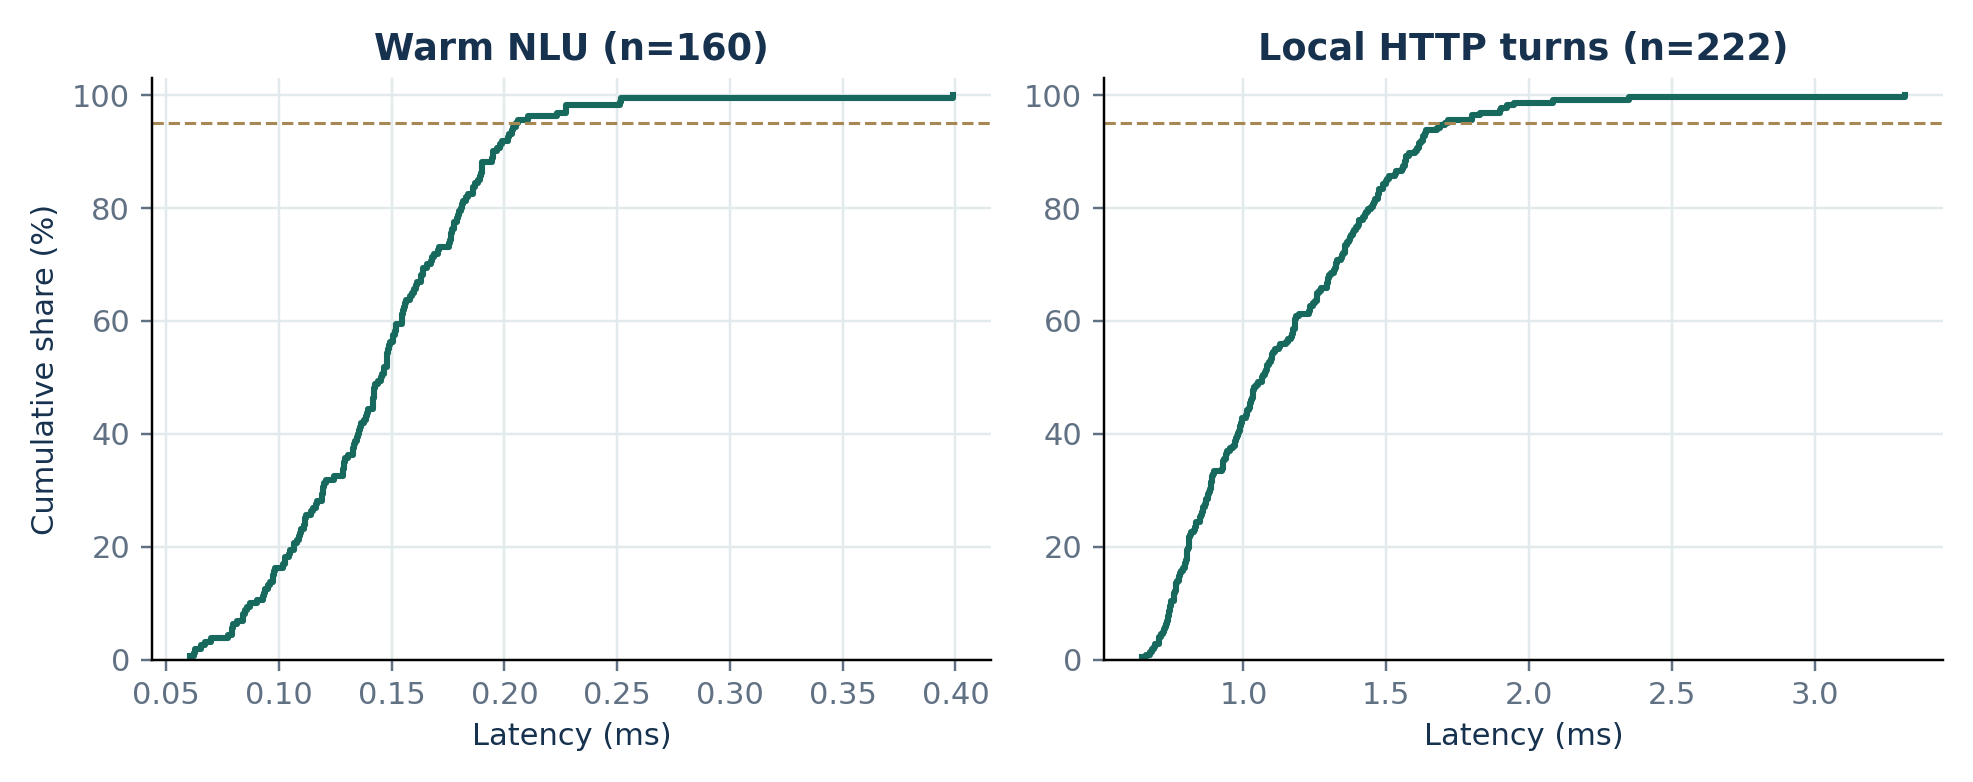 Warm NLU (n=160)
Cumulative share (%)
100
80
60
40
20
0
0.05 0.10 0.15 0.20 0.25 0.30 0.35 0.40
Latency (ms)
Local HTTP turns (n=222)
100
80
60
40
20
0
1.0 1.5 2.0 2.5 3.0
Latency (ms)